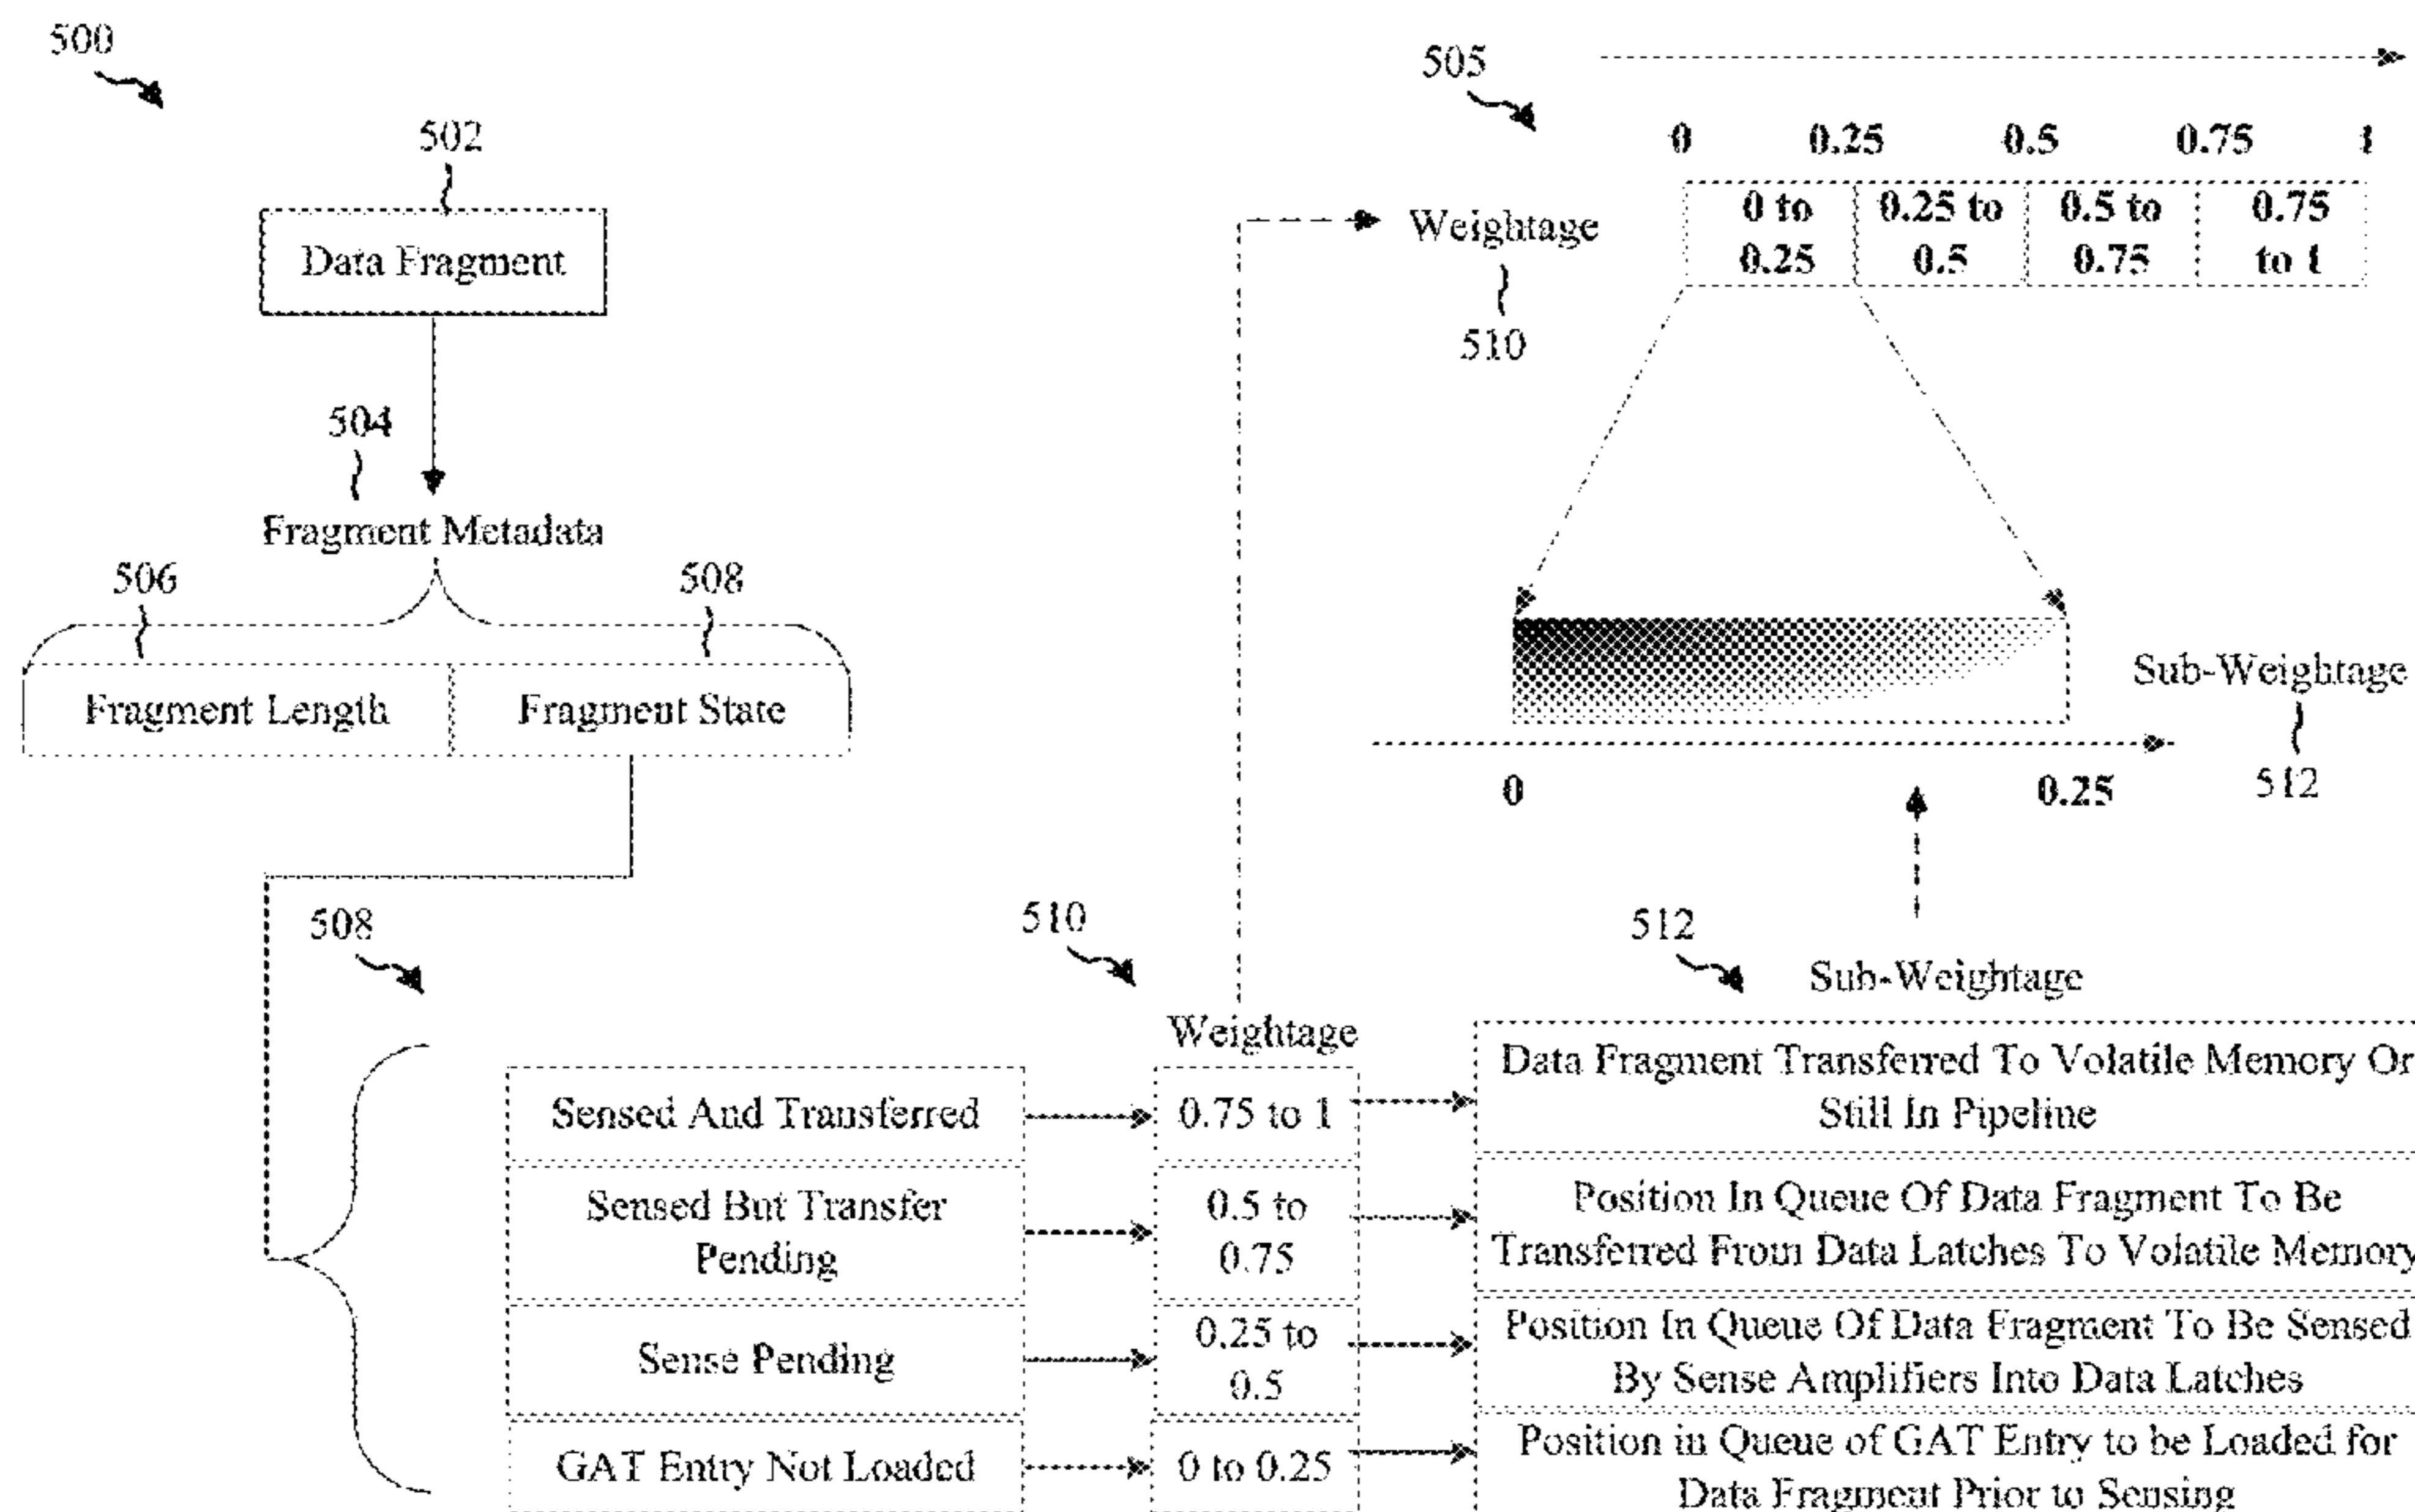 500
502
Data Fragment
504
Fragment Metadata
506
508
Fragment Length
Fragment State
505
0
0.25
0.5
0.75
1
Weightage
510
0 to
0.25
0.25 to
0.5
0.5 to
0.75
0.75
to 1
Sub-Weightage
512
0
0.25
508
510
512
Weightage
Sub-Weightage
Sensed And Transferred
0.75 to 1
Data Fragment Transferred To Volatile Memory Or
Still In Pipeline
Sensed But Transfer
Pending
0.5 to
0.75
Position In Queue Of Data Fragment To Be
Transferred From Data Latches To Volatile Memory
Sense Pending
0.25 to
0.5
Position In Queue Of Data Fragment To Be Sensed
By Sense Amplifiers Into Data Latches
GAT Entry Not Loaded
0 to 0.25
Position in Queue of GAT Entry to be Loaded for
Data Fragment Prior to Sensing